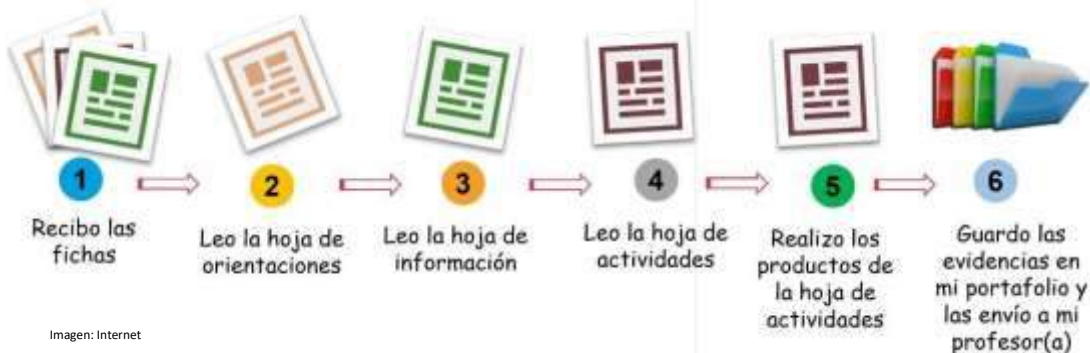 1
Recibo las
fichas
2
Leo la hoja de
orientaciones
3
Leo la hoja de
información
4
Leo la hoja de
actividades
5
Realizo los
productos de
la hoja de
actividades
6
Guardo las
evidencias en
mi portafolio y
las envío a mi
profesor(a)
Imagen: Internet